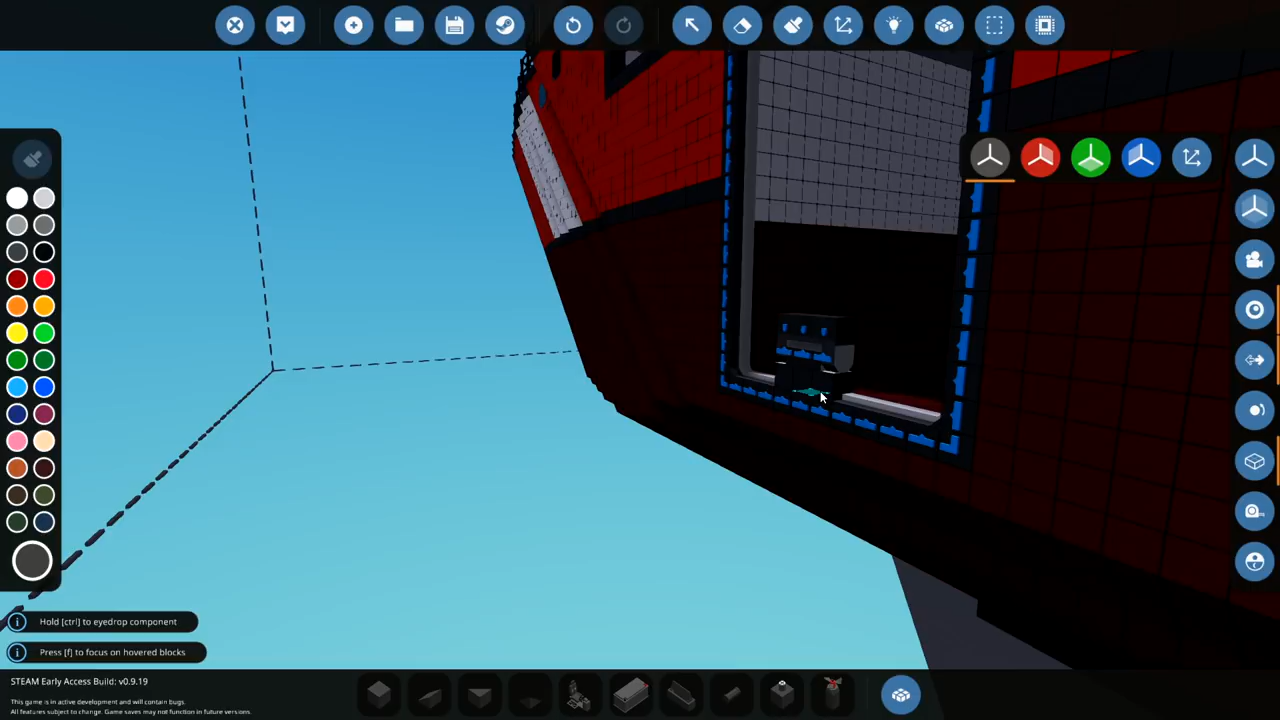 Hold [ctrl] to eyedrop component
Press [f] to focus on hovered blocks
STEAM Early Access Build: v0.9.19
This game is in active development and will contain bugs.
All features subject to change. Game saves may not function in future versions.